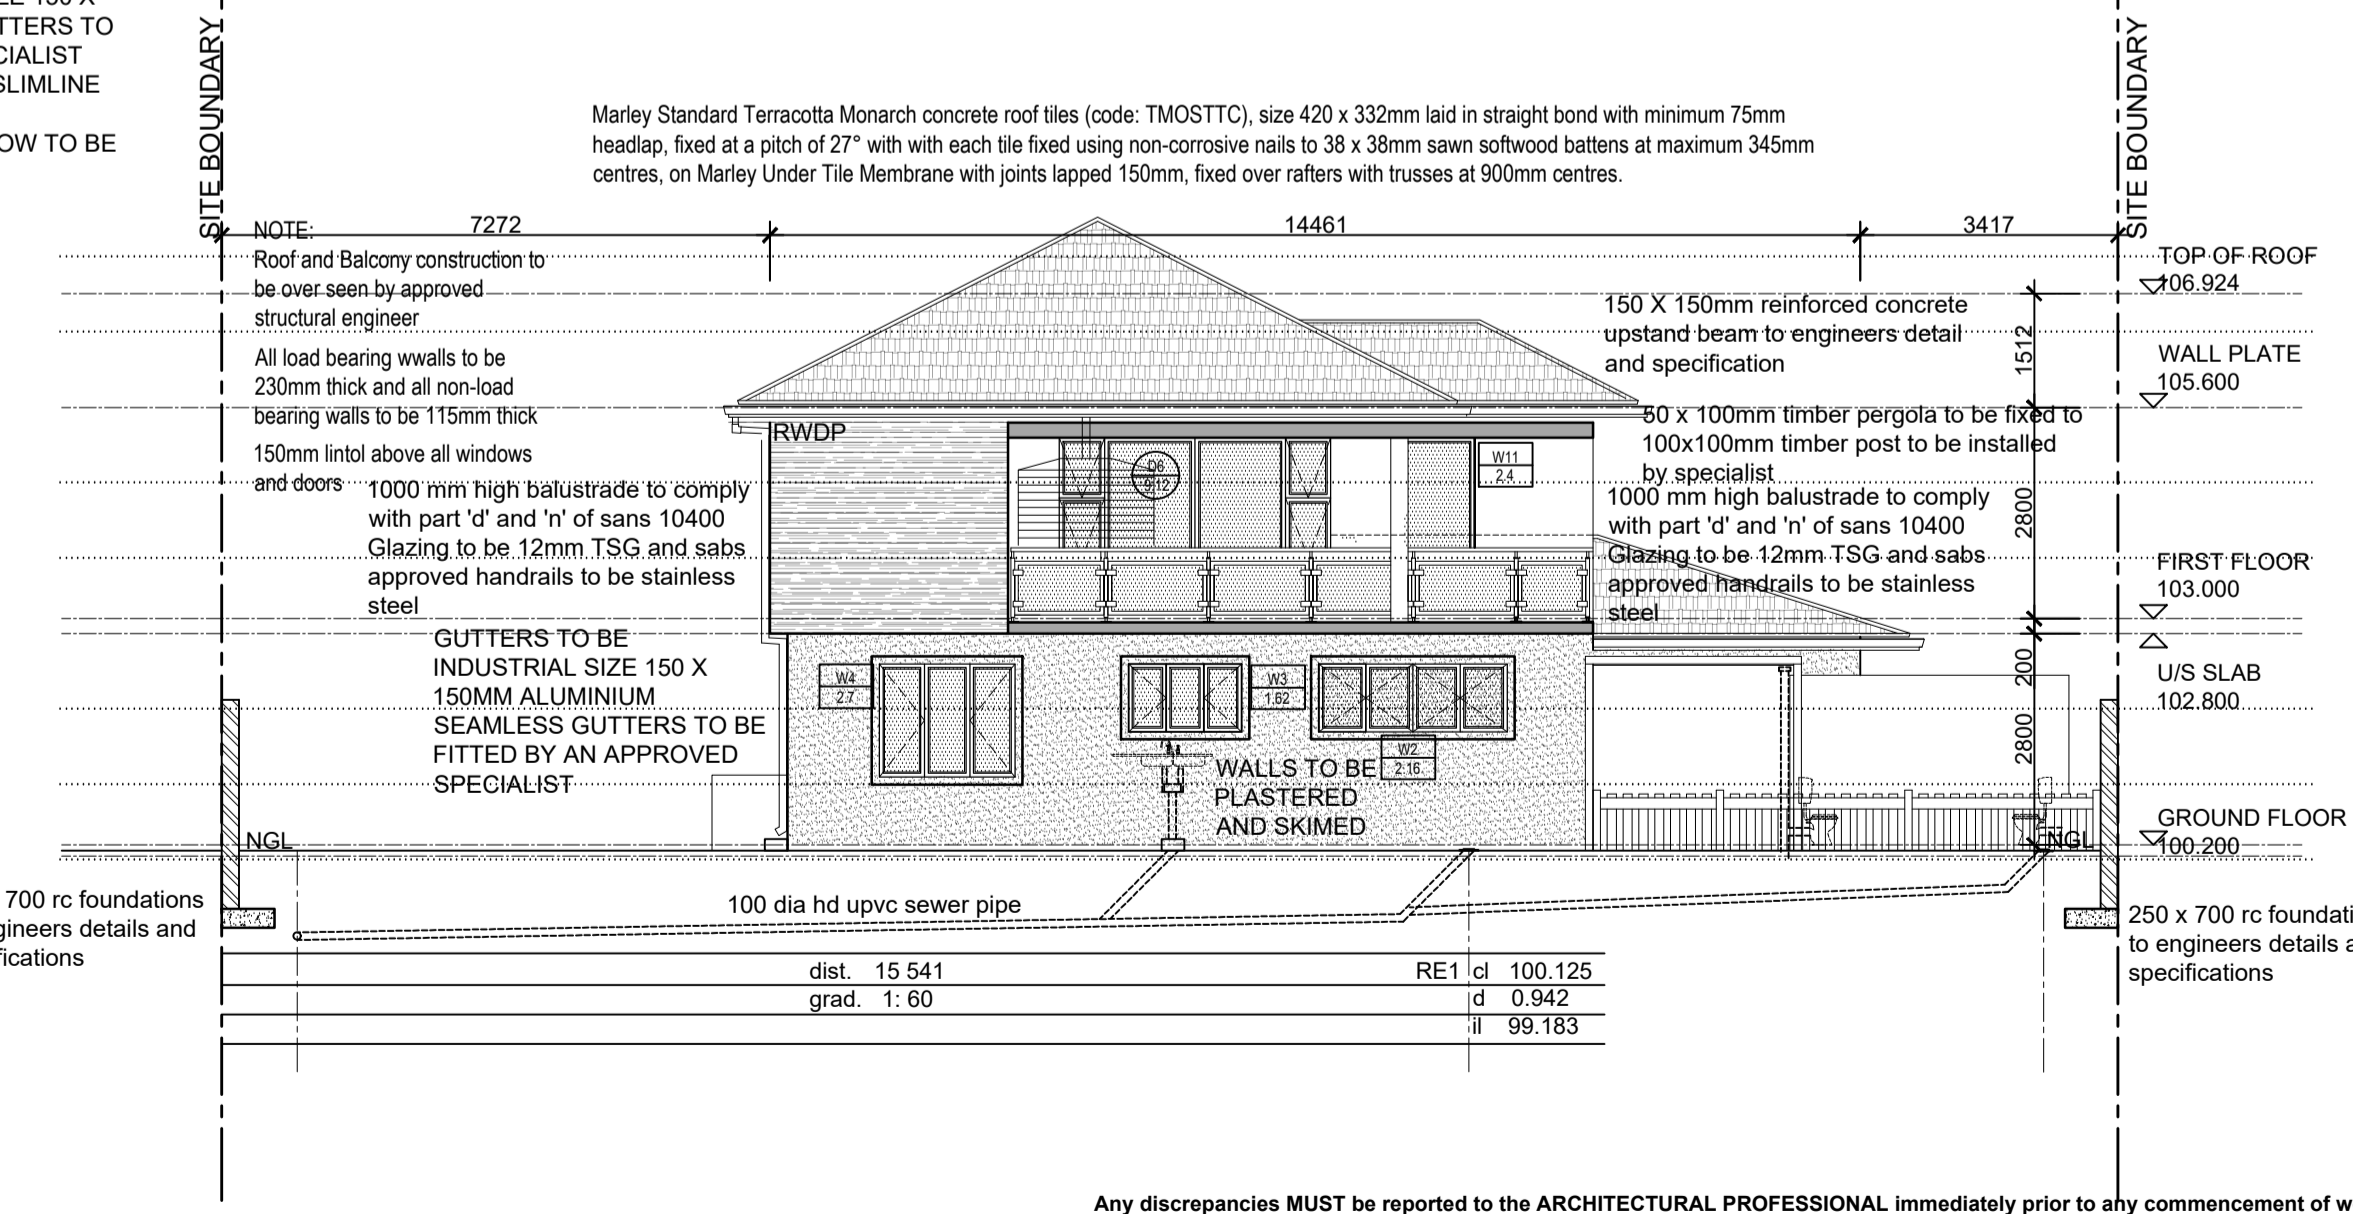 TTERS TO
CIALIST
SLIMLINE
OW TO BE
SITE BOUNDARY
SITE BOUNDARY
Marley Standard Terracotta Monarch concrete roof tiles (code: TMOSTTC), size 420 x 332mm laid in straight bond with minimum 75mm
headlap, fixed at a pitch of 27° with with each tile fixed using non-corrosive nails to 38 x 38mm sawn softwood battens at maximum 345mm
centres, on Marley Under Tile Membrane with joints lapped 150mm, fixed over rafters with trusses at 900mm centres.
7272
14461
3417
NOTE:
Roof and Balcony construction to
be over seen by approved
structural engineer
All load bearing wwalls to be
230mm thick and all non-load
bearing walls to be 115mm thick
150mm lintol above all windows
and doors
1000 mm high balustrade to comply
with part 'd' and 'n' of sans 10400
Glazing to be 12mm TSG and sabs
approved handrails to be stainless
steel
GUTTERS TO BE
INDUSTRIAL SIZE 150 X
150MM ALUMINIUM
SEAMLESS GUTTERS TO BE
FITTED BY AN APPROVED
SPECIALIST
RWDP
D6
9.12
W11
2.4
W4
2.7
W3
1.62
W2
2.16
WALLS TO BE
PLASTERED
AND SKIMED
150 X 150mm reinforced concrete
upstand beam to engineers detail
and specification
50 x 100mm timber pergola to be fixed to
100x100mm timber post to be installed
by specialist
1000 mm high balustrade to comply
with part 'd' and 'n' of sans 10400
Glazing to be 12mm TSG and sabs
approved handrails to be stainless
steel
1512
2800
200
2800
TOP OF ROOF
106.924
WALL PLATE
105.600
FIRST FLOOR
103.000
U/S SLAB
102.800
GROUND FLOOR
100.200
NGL
NGL
700 rc foundations
gineers details and
fications
100 dia hd upvc sewer pipe
250 x 700 rc foundati
to engineers details a
specifications
dist. 15 541
RE1 cl 100.125
grad. 1: 60
d 0.942
il 99.183
Any discrepancies MUST be reported to the ARCHITECTURAL PROFESSIONAL immediately prior to any commencement of w